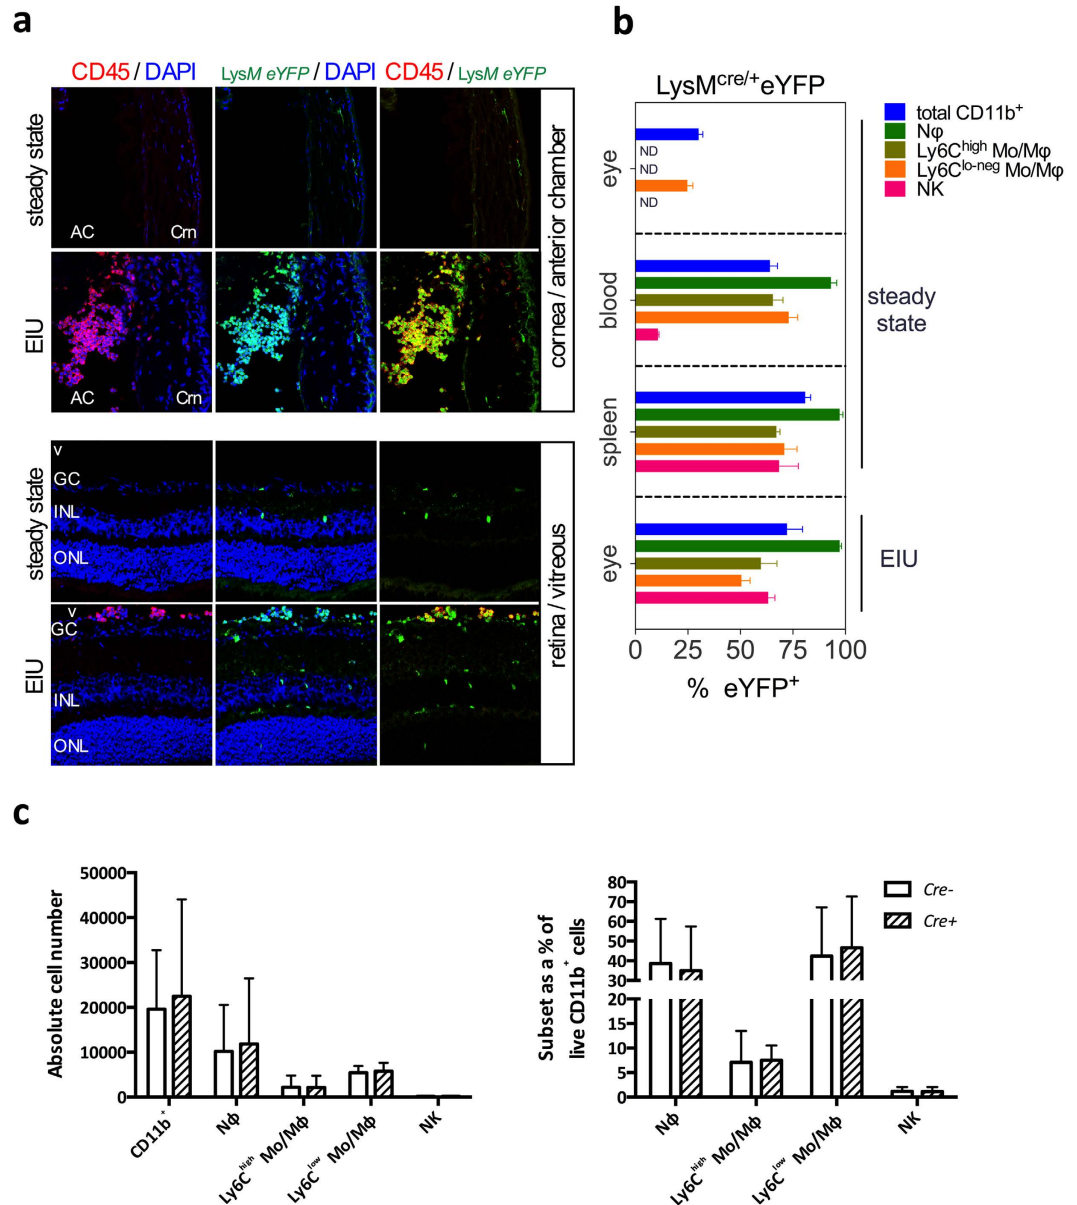 a
CD45 / DAPI
LysM eYFP / DAPI
CD45 / LysM eYFP
steady state
AC
Crn
EIU
AC
Crn
cornea / anterior chamber
steady state
v
GC
INL
ONL
EIU
v
GC
INL
ONL
retina / vitreous
b
LysMcre/+eYFP
eye
ND
ND
ND
blood
spleen
eye
0 25 50 75 100
% eYFP+
total CD11b+
Nφ
Ly6Chigh Mo/Mφ
Ly6Clo-neg Mo/Mφ
NK
steady
state
EIU
c
Absolute cell number
50000
40000
30000
20000
10000
0
CD11b+
Nφ
Ly6Chigh Mo/Mφ
Ly6Clow Mo/Mφ
NK
Subset as a % of
live CD11b+ cells
80
70
60
50
40
30
20
15
10
5
0
Nφ
Ly6Chigh Mo/Mφ
Ly6Clow Mo/Mφ
NK
Cre-
Cre+